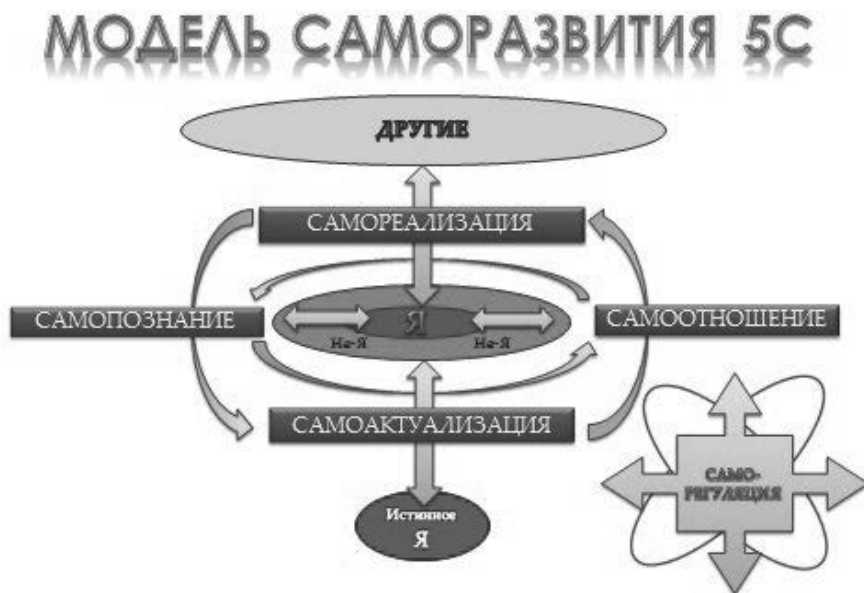 МОДЕЛЬ САМОРАЗВИТИЯ 5С
ДРУГИЕ
САМОРЕАЛИЗАЦИЯ
САМОПОЗНАНИЕ
Я
САМООТНОШЕНИЕ
Не-Я
Не-Я
САМОАКТУАЛИЗАЦИЯ
САМО-
РЕГУЛЯЦИЯ
Истинное
Я